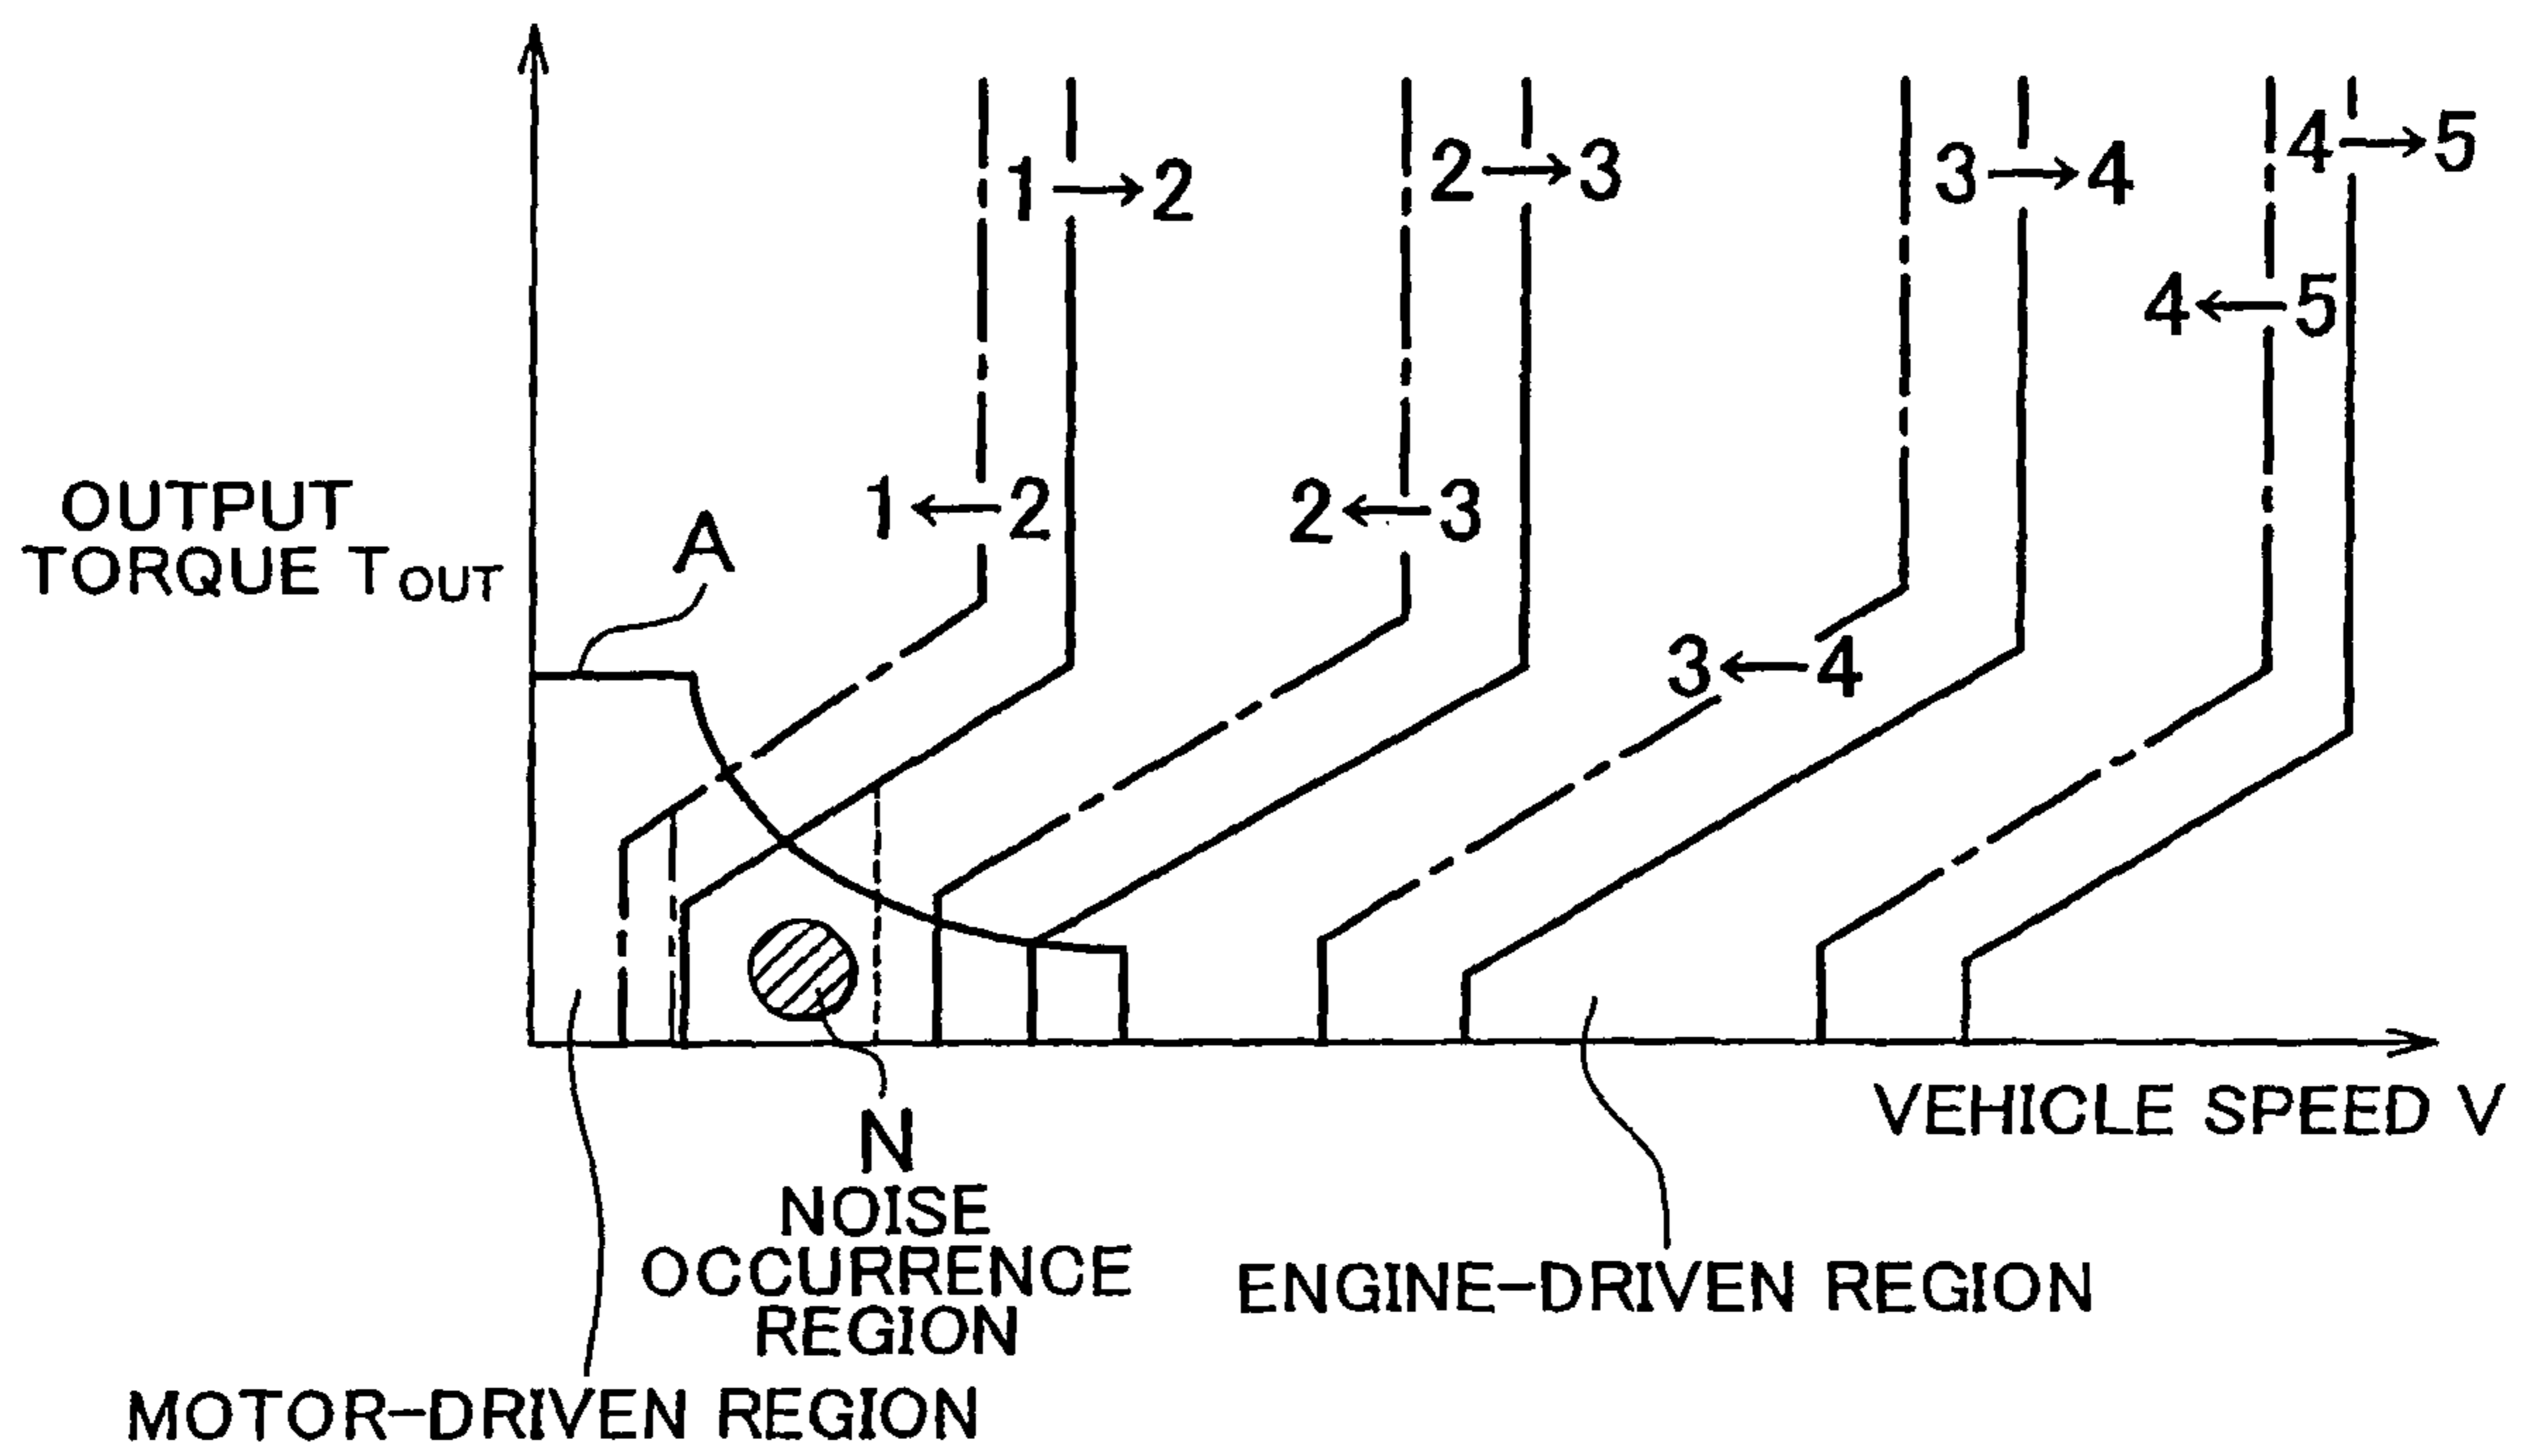 4→5
2→3
3→4
1→2
4←5
OUTPUT
TORQUE TOUT
A
1←2
2←3
3←4
VEHICLE SPEED V
N
NOISE
OCCURRENCE
REGION
ENGINE-DRIVEN REGION
MOTOR-DRIVEN REGION